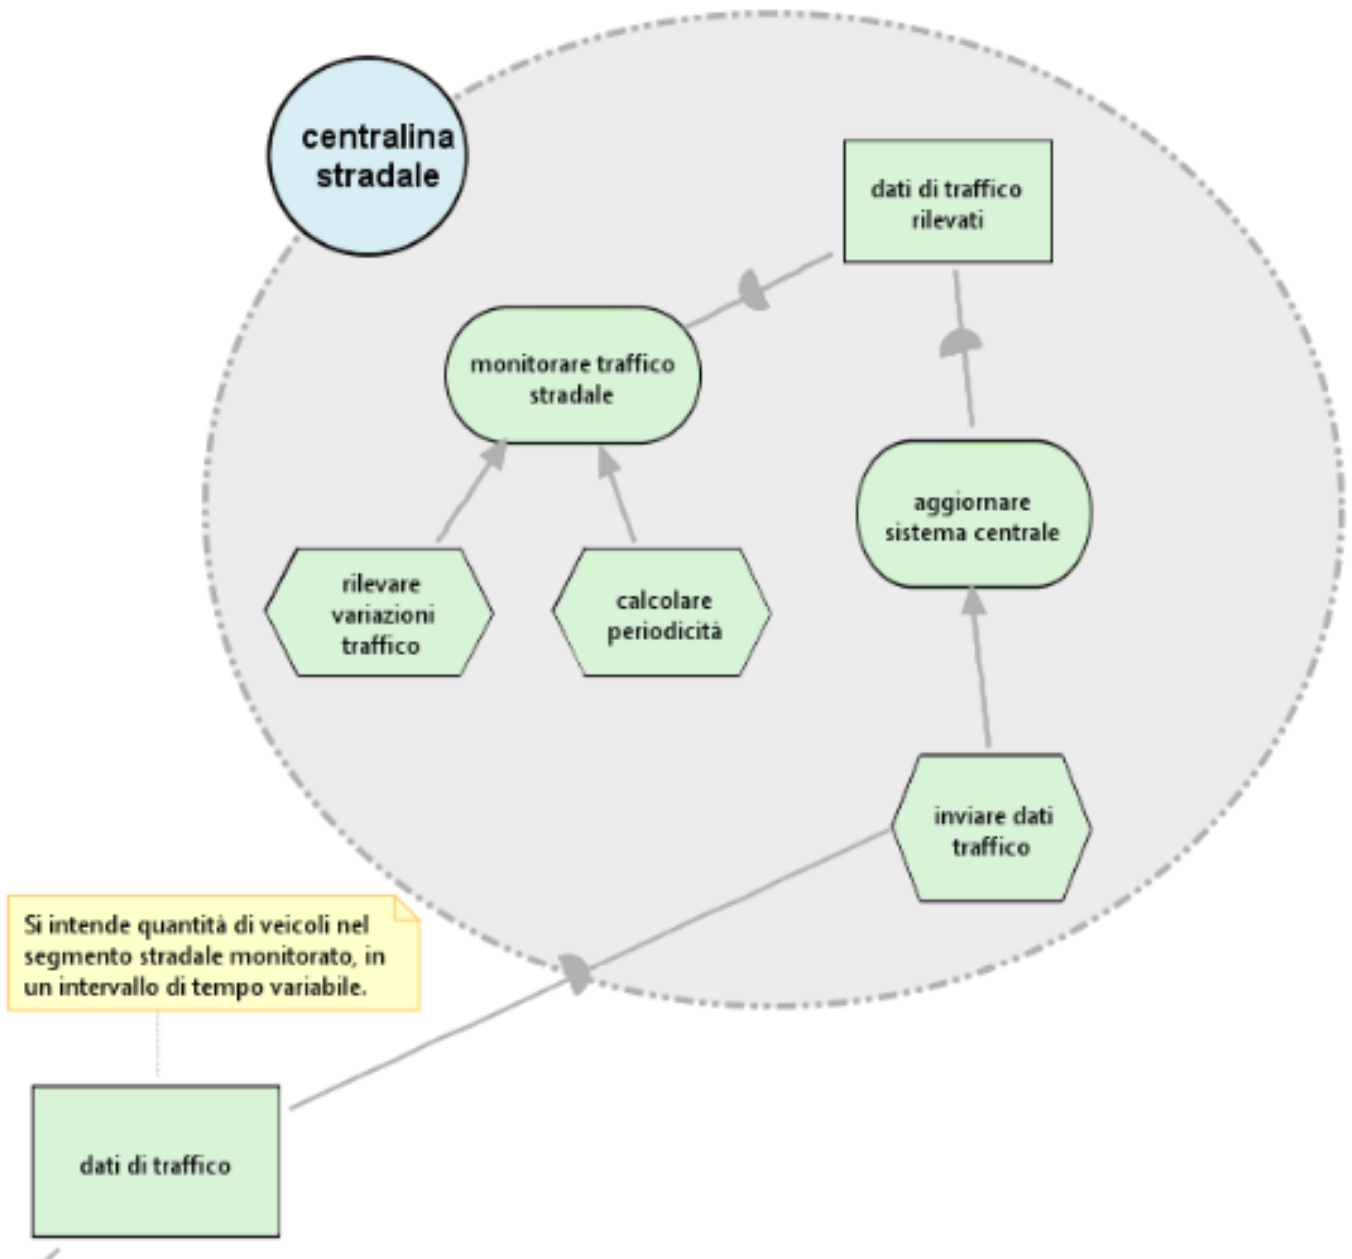 centralina
stradale
dati di traffico
rilevati
monitorare traffico
stradale
aggiornare
sistema centrale
rilevare
variazioni
traffico
calcolare
periodicità
inviare dati
traffico
Si intende quantità di veicoli nel
segmento stradale monitorato, in
un intervallo di tempo variabile.
dati di traffico